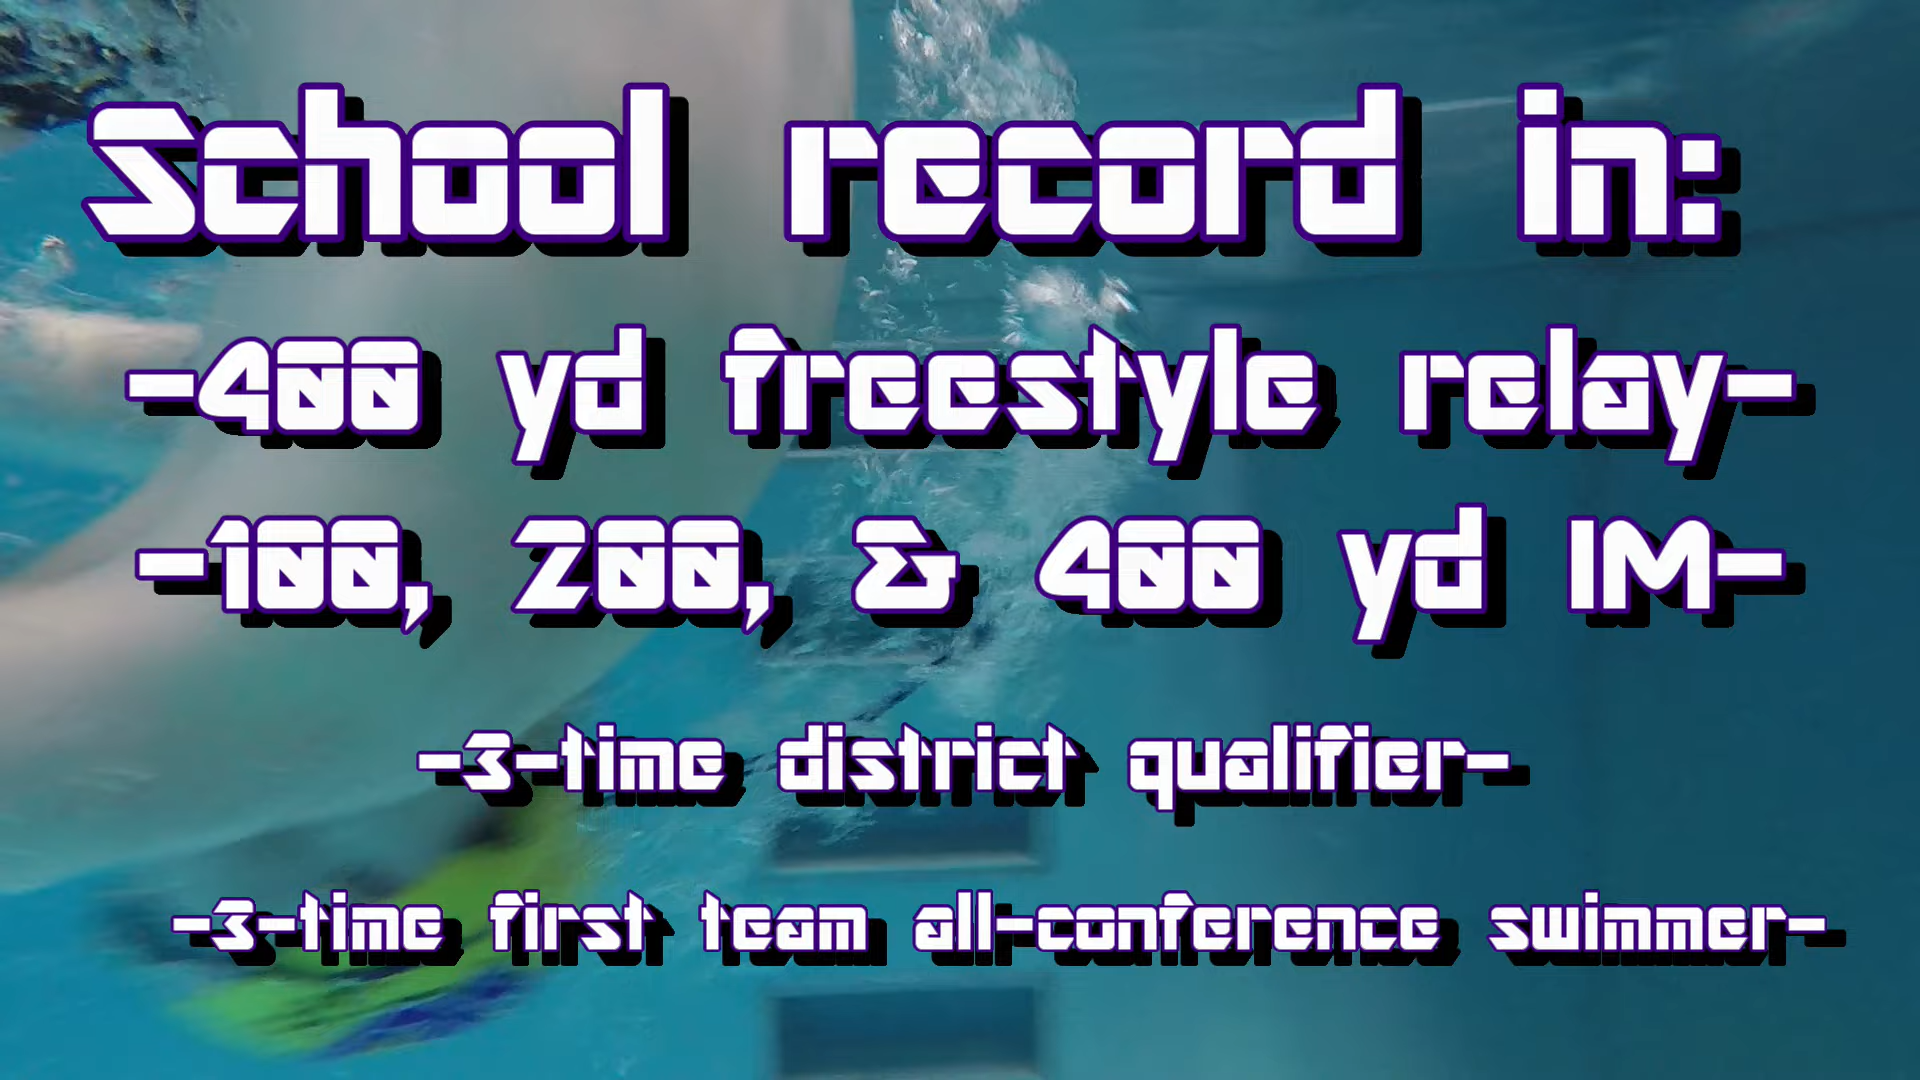 School record in:
-400 yd freestyle relay-
-100, 200, & 400 yd IM-
-3-time district qualifier-
-3-time first team all-conference swimmer-